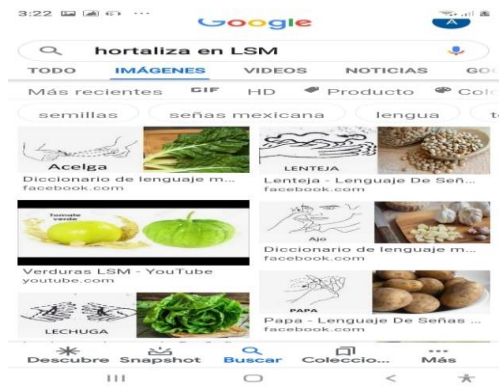 3:22
Google
A
hortaliza en LSM
TODO IMÁGENES VIDEOS NOTICIAS GO
Más recientes GIF HD Producto Colo
semillas señas mexicana lengua t
Acelga
Diccionario de lenguaje m...
facebook.com
LENTEJA
Lenteja - Lenguaje De Señ...
facebook.com
Tomate
verde
Verduras LSM - YouTube
youtube.com
Ajo
Diccionario de lenguaje m...
facebook.com
LECHUGA
PAPA
Papa - Lenguaje De Señas ...
facebook.com
Descubre Snapshot Buscar Coleccio... Más